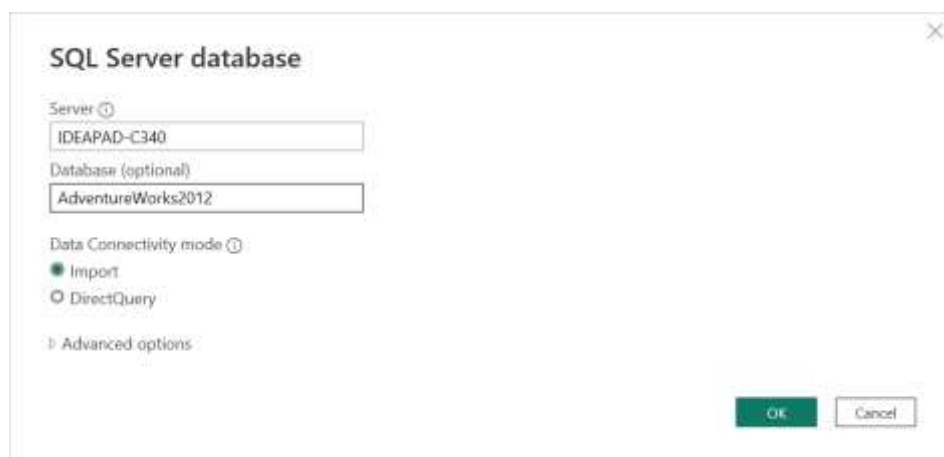 SQL Server database
Server
IDEAPAD-C340
Database (optional)
AdventureWorks2012
Data Connectivity mode
Import
DirectQuery
Advanced options
OK Cancel